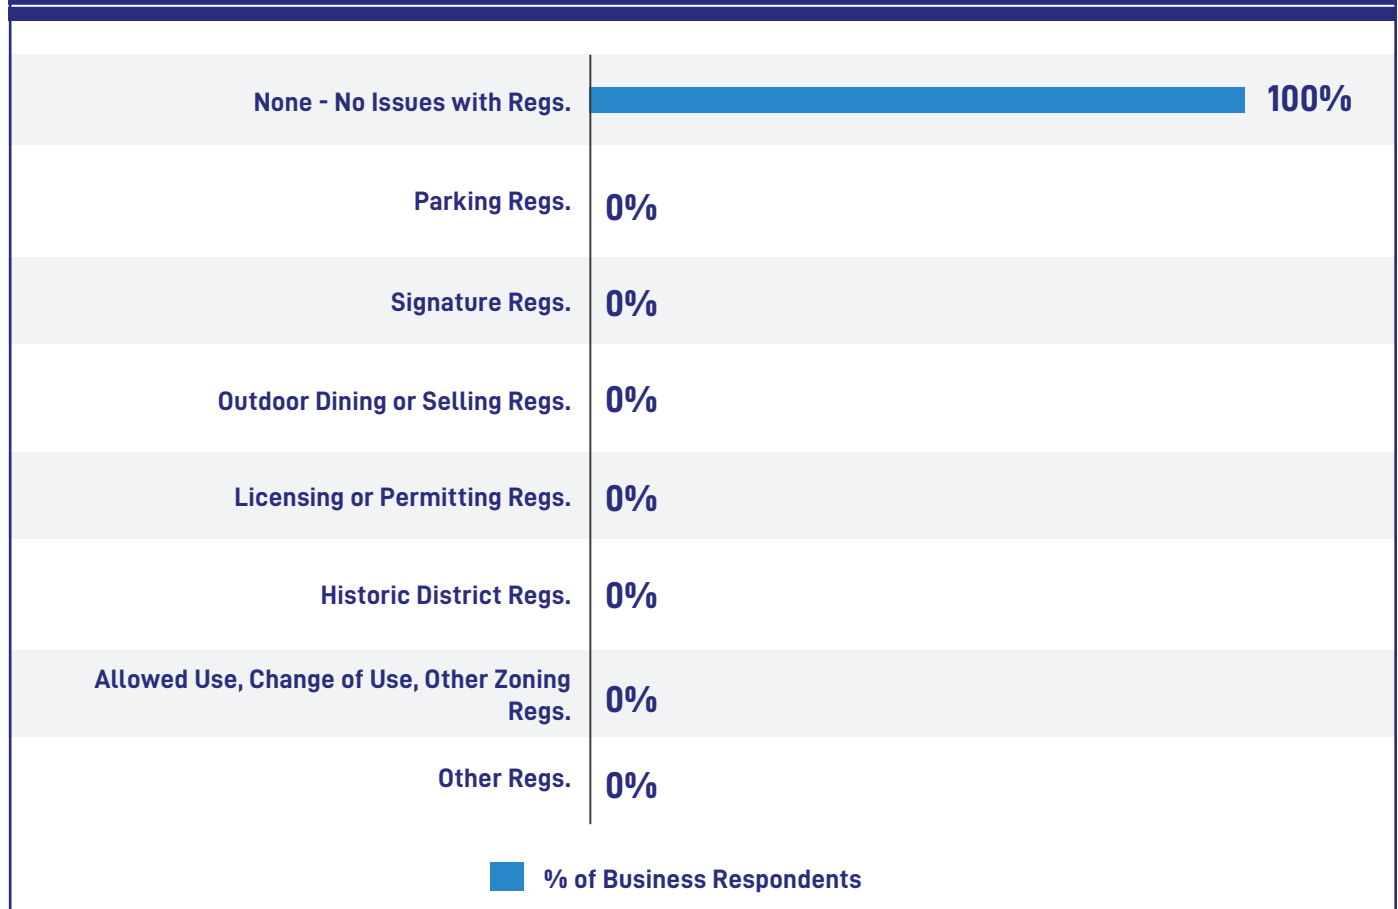 None - No Issues with Regs. 100%
Parking Regs. 0%
Signature Regs. 0%
Outdoor Dining or Selling Regs. 0%
Licensing or Permitting Regs. 0%
Historic District Regs. 0%
Allowed Use, Change of Use, Other Zoning
Regs. 0%
Other Regs. 0%
% of Business Respondents